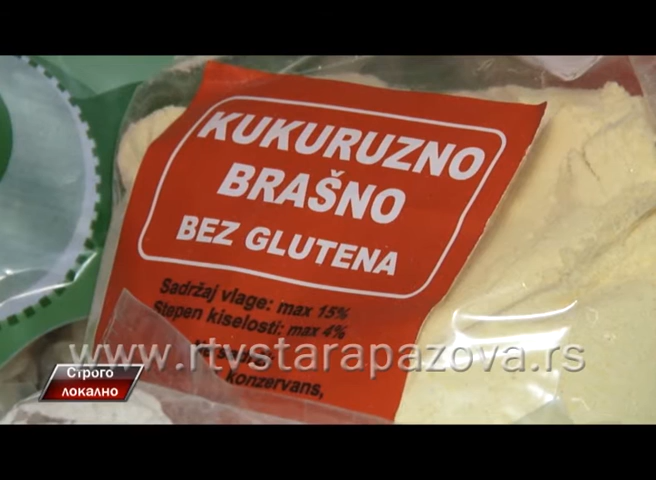 KUKURUZNO
BRAŠNO
BEZ GLUTENA
Sadržaj vlage: max 15%
Stepen kiselosti: max 4%
konzervans,
www.rtvstarapazova.rs
Строго
локално